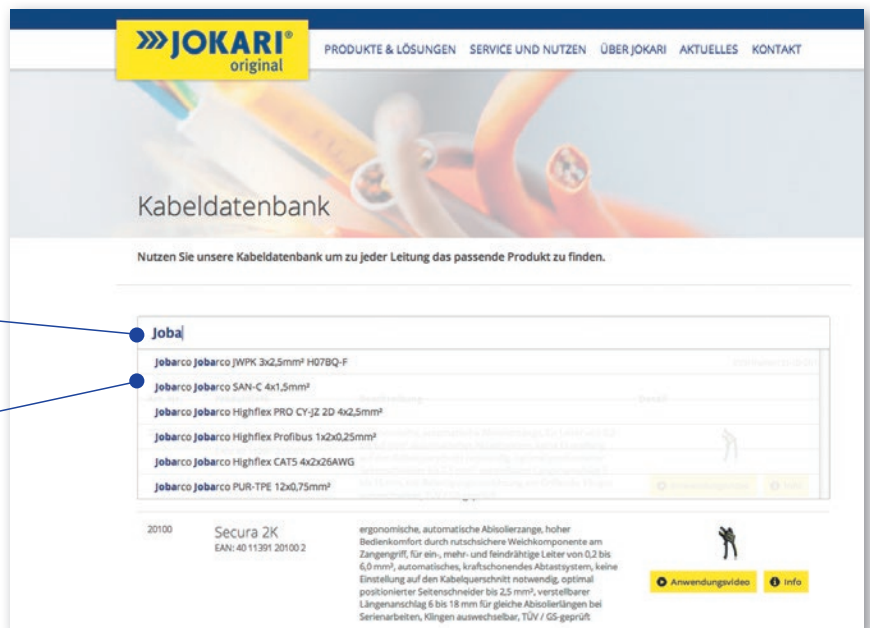 »»JOKARI®
original
PRODUKTE & LÖSUNGEN SERVICE UND NUTZEN ÜBER JOKARI AKTUELLES KONTAKT
Kabeldatenbank
Nutzen Sie unsere Kabeldatenbank um zu jeder Leitung das passende Produkt zu finden.
Joba
Jobarco Jobarco JWPK 3x2,5mm² H07BQ-F
Jobarco Jobarco SAN-C 4x1,5mm²
Jobarco Jobarco Highflex PRO CY-JZ 2D 4x2,5mm²
Jobarco Jobarco Highflex Profibus 1x2x0,25mm²
Jobarco Jobarco Highflex CAT5 4x2x26AWG
Jobarco Jobarco PUR-TPE 12x0,75mm²
Anwendungsvideo Info
20100 Secura 2K
EAN: 40 11391 20100 2
ergonomische, automatische Abisolierzange, hoher
Bedienkomfort durch rutschsichere Weichkomponente am
Zangengriff, für ein-, mehr- und feindrähtige Leiter von 0,2 bis
6,0 mm², automatisches, kraftschonendes Abtastsystem, keine
Einstellung auf den Kabelquerschnitt notwendig, optimal
positionierter Seitenschneider bis 2,5 mm², verstellbarer
Längenanschlag 6 bis 18 mm für gleiche Abisolierlängen bei
Serienarbeiten, Klingen auswechselbar, TÜV / GS-geprüft
Anwendungsvideo Info